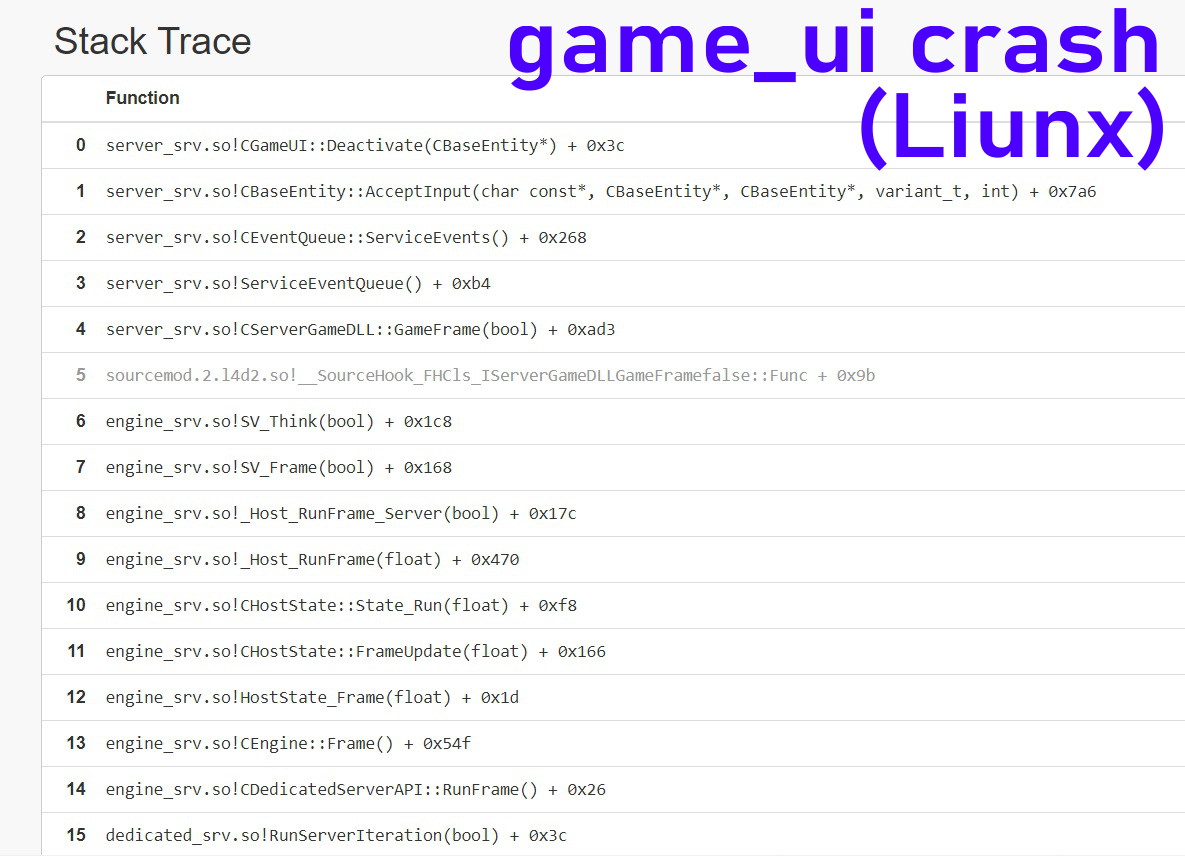 Stack Trace
game_ui crash
(Liunx)
Function
0 server_srv.so!CGameUI::Deactivate(CBaseEntity*) + 0x3c
1 server_srv.so!CBaseEntity::AcceptInput(char const*, CBaseEntity*, CBaseEntity*, variant_t, int) + 0x7a6
2 server_srv.so!CEventQueue::ServiceEvents() + 0x268
3 server_srv.so!ServiceEventQueue() + 0xb4
4 server_srv.so!CServerGameDLL::GameFrame(bool) + 0xad3
5 sourcemod.2.l4d2.so!__SourceHook_FHCls_IServerGameDLLGameFramefalse::Func + 0x9b
6 engine_srv.so!SV_Think(bool) + 0x1c8
7 engine_srv.so!SV_Frame(bool) + 0x168
8 engine_srv.so!_Host_RunFrame_Server(bool) + 0x17c
9 engine_srv.so!_Host_RunFrame(float) + 0x470
10 engine_srv.so!CHostState::State_Run(float) + 0xf8
11 engine_srv.so!CHostState::FrameUpdate(float) + 0x166
12 engine_srv.so!HostState_Frame(float) + 0x1d
13 engine_srv.so!CEngine::Frame() + 0x54f
14 engine_srv.so!CDedicatedServerAPI::RunFrame() + 0x26
15 dedicated_srv.so!RunServerIteration(bool) + 0x3c